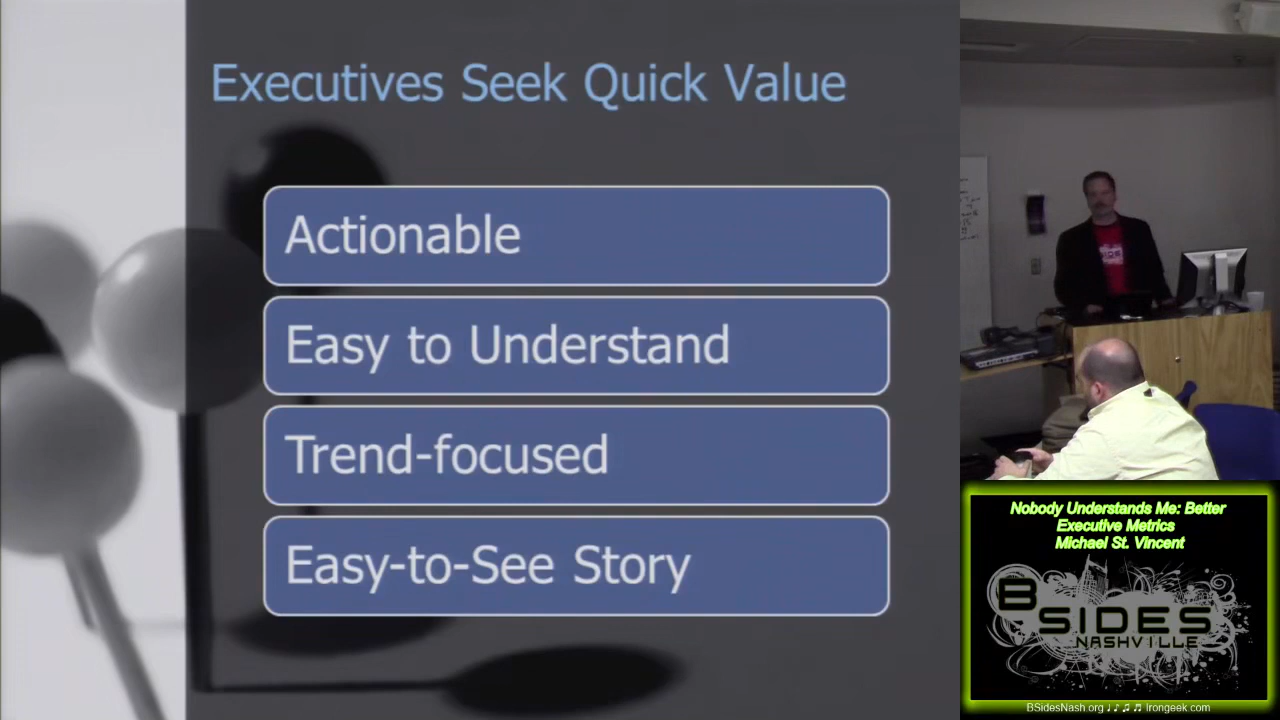 Executives Seek Quick Value
Actionable
Easy to Understand
Trend-focused
Easy-to-See Story
Nobody Understands Me: Better
Executive Metrics
Michael St. Vincent
BSIDES
NASHVILLE
BSidesNash.org ♩♪♫♬ Irongeek.com